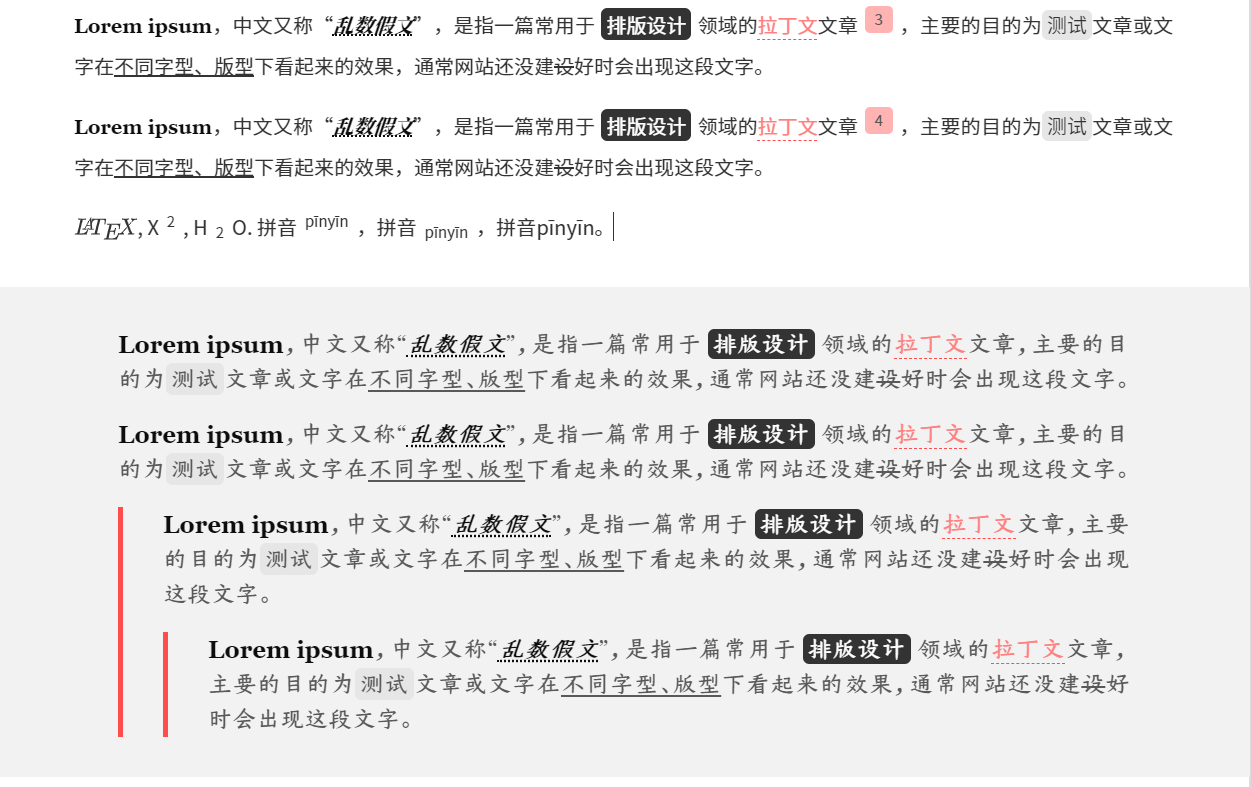 Lorem ipsum，中文又称“乱数假文”，是指一篇常用于 排版设计 领域的拉丁文文章 3 ，主要的目的为 测试 文章或文
字在不同字型、版型下看起来的效果，通常网站还没建设好时会出现这段文字。
Lorem ipsum，中文又称“乱数假文”，是指一篇常用于 排版设计 领域的拉丁文文章 4 ，主要的目的为 测试 文章或文
字在不同字型、版型下看起来的效果，通常网站还没建设好时会出现这段文字。
LATEX, X 2 , H 2 O. 拼音 pīnyīn ，拼音 pīnyīn ，拼音pīnyīn。
Lorem ipsum，中文又称“乱数假文”，是指一篇常用于 排版设计 领域的拉丁文文章，主要的目
的为 测试 文章或文字在不同字型、版型下看起来的效果，通常网站还没建设好时会出现这段文字。
Lorem ipsum，中文又称“乱数假文”，是指一篇常用于 排版设计 领域的拉丁文文章，主要的目
的为 测试 文章或文字在不同字型、版型下看起来的效果，通常网站还没建设好时会出现这段文字。
Lorem ipsum，中文又称“乱数假文”，是指一篇常用于 排版设计 领域的拉丁文文章，主要
的目的为 测试 文章或文字在不同字型、版型下看起来的效果，通常网站还没建设好时会出现
这段文字。
Lorem ipsum，中文又称“乱数假文”，是指一篇常用于 排版设计 领域的拉丁文文章，
主要的目的为 测试 文章或文字在不同字型、版型下看起来的效果，通常网站还没建设好
时会出现这段文字。